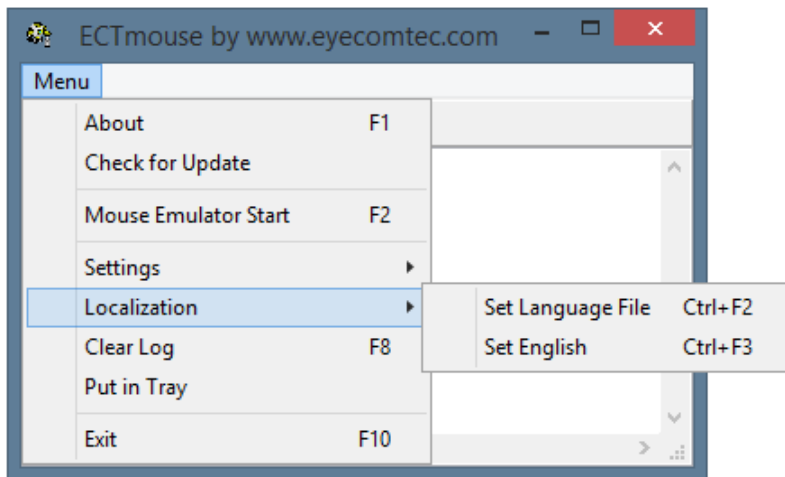 ECTmouse by www.eyecomtec.com
Menu
About F1
Check for Update
Mouse Emulator Start F2
Settings
Localization
Set Language File Ctrl+F2
Clear Log F8
Set English Ctrl+F3
Put in Tray
Exit F10